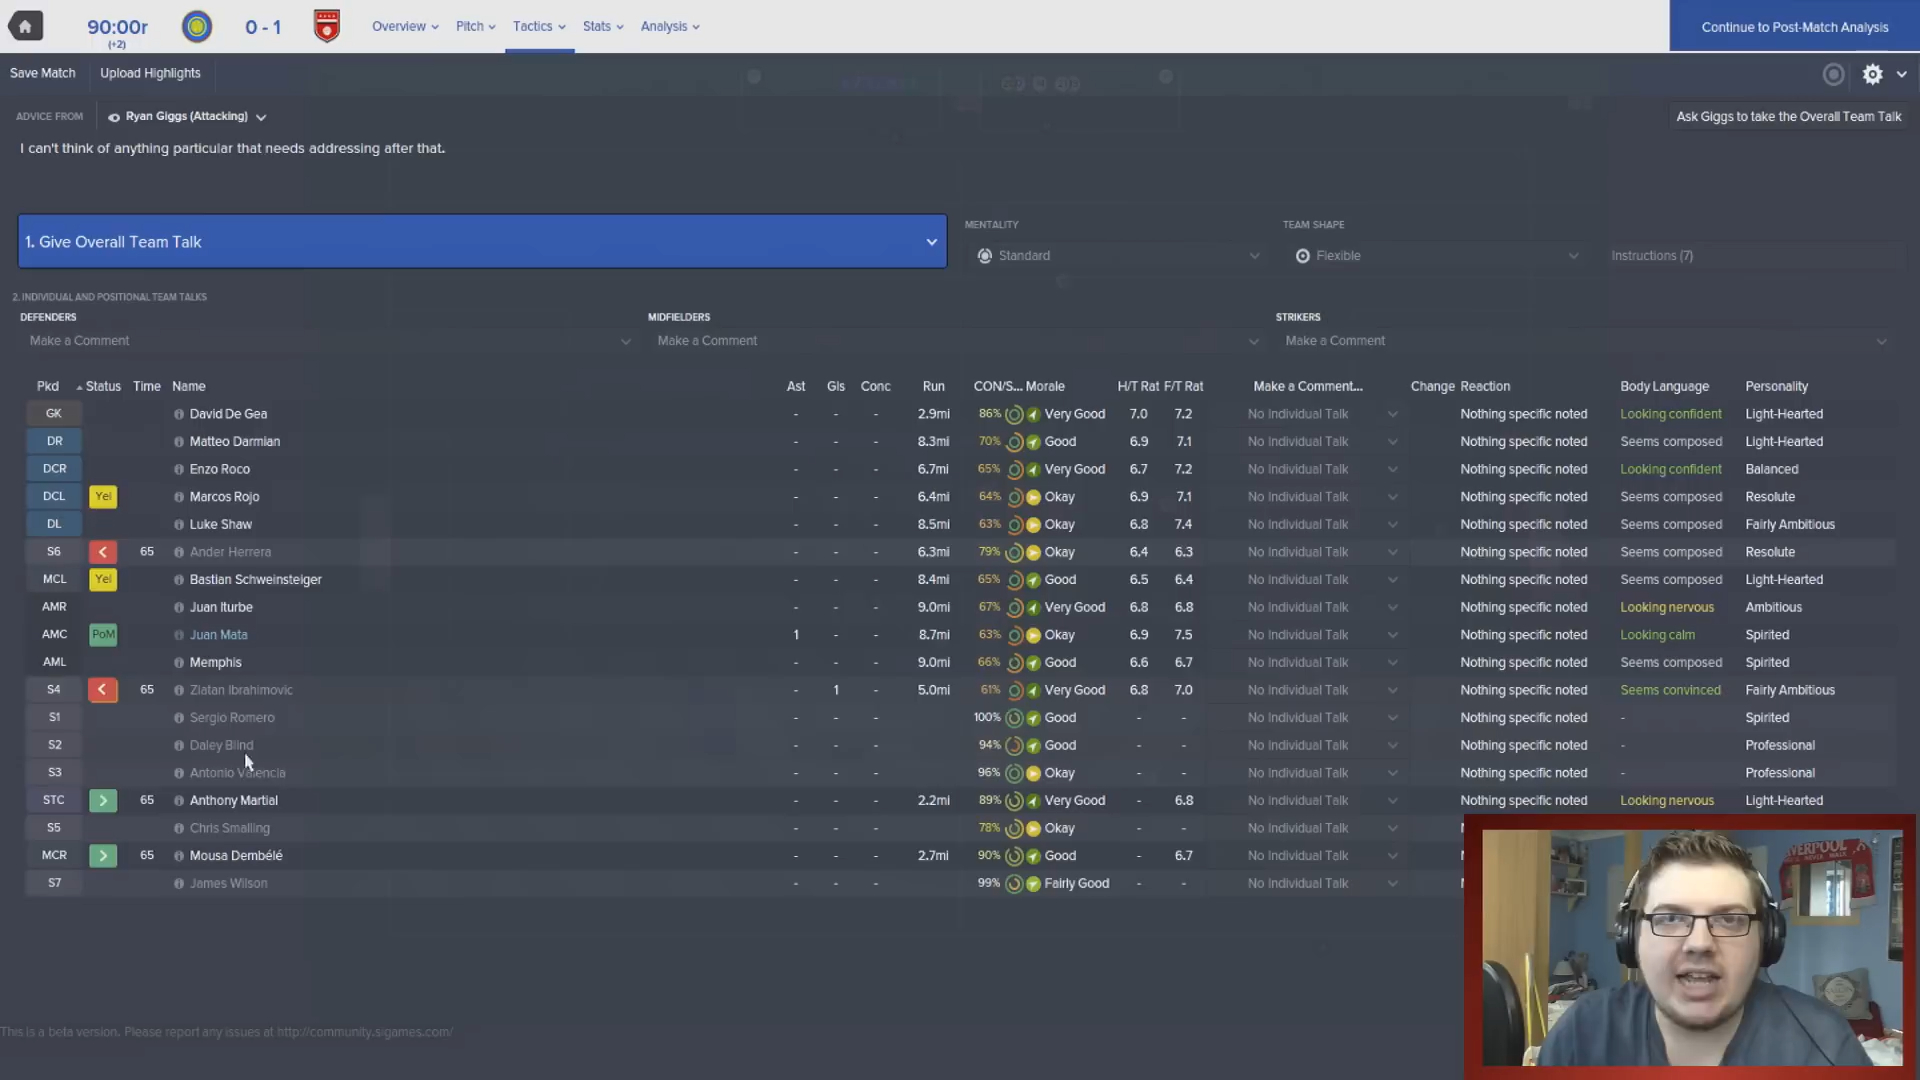 90:00r
(+2)
0 - 1
Overview
Pitch
Tactics
Stats
Analysis
Continue to Post-Match Analysis
Save Match
Upload Highlights
ADVICE FROM
Ryan Giggs (Attacking)
Ask Giggs to take the Overall Team Talk
I can't think of anything particular that needs addressing after that.
1. Give Overall Team Talk
MENTALITY
Standard
TEAM SHAPE
Flexible
Instructions (7)
2. INDIVIDUAL AND POSITIONAL TEAM TALKS
DEFENDERS
MIDFIELDERS
STRIKERS
Make a Comment
Make a Comment
Make a Comment
Pkd Status Time Name Ast Gls Conc Run CON/S... Morale H/T Rat F/T Rat Make a Comment... Change Reaction Body Language Personality
GK David De Gea - - - 2.9mi 86% Very Good 7.0 7.2 No Individual Talk Nothing specific noted Looking confident Light-Hearted
DR Matteo Darmian - - - 8.3mi 70% Good 6.9 7.1 No Individual Talk Nothing specific noted Seems composed Light-Hearted
DCR Enzo Roco - - - 6.7mi 65% Very Good 6.7 7.2 No Individual Talk Nothing specific noted Looking confident Balanced
DCL Yel Marcos Rojo - - - 6.4mi 64% Okay 6.9 7.1 No Individual Talk Nothing specific noted Seems composed Resolute
DL Luke Shaw - - - 8.5mi 63% Okay 6.8 7.4 No Individual Talk Nothing specific noted Seems composed Fairly Ambitious
S6 65 Ander Herrera - - - 6.3mi 79% Okay 6.4 6.3 No Individual Talk Nothing specific noted Seems composed Resolute
MCL Yel Bastian Schweinsteiger - - - 8.4mi 65% Good 6.5 6.4 No Individual Talk Nothing specific noted Seems composed Light-Hearted
AMR Juan Iturbe - - - 9.0mi 67% Very Good 6.8 6.8 No Individual Talk Nothing specific noted Looking nervous Ambitious
AMC PoM Juan Mata 1 - - 8.7mi 63% Okay 6.9 7.5 No Individual Talk Nothing specific noted Looking calm Spirited
AML Memphis - - - 9.0mi 66% Good 6.6 6.7 No Individual Talk Nothing specific noted Seems composed Spirited
S4 65 Zlatan Ibrahimovic - 1 - 5.0mi 61% Very Good 6.8 7.0 No Individual Talk Nothing specific noted Seems convinced Fairly Ambitious
S1 Sergio Romero - - - 100% Good - - No Individual Talk Nothing specific noted - Spirited
S2 Daley Blind - - - 94% Good - - No Individual Talk Nothing specific noted - Professional
S3 Antonio Valencia - - - 96% Okay - - No Individual Talk Nothing specific noted - Professional
STC 65 Anthony Martial - - - 2.2mi 89% Very Good - 6.8 No Individual Talk Nothing specific noted Looking nervous Light-Hearted
S5 Chris Smalling - - - 78% Okay - - No Individual Talk
MCR 65 Mousa Dembélé - - - 2.7mi 90% Good - 6.7 No Individual Talk
S7 James Wilson - - - 99% Fairly Good - - No Individual Talk
This is a beta version. Please report any issues at http://community.sigames.com/